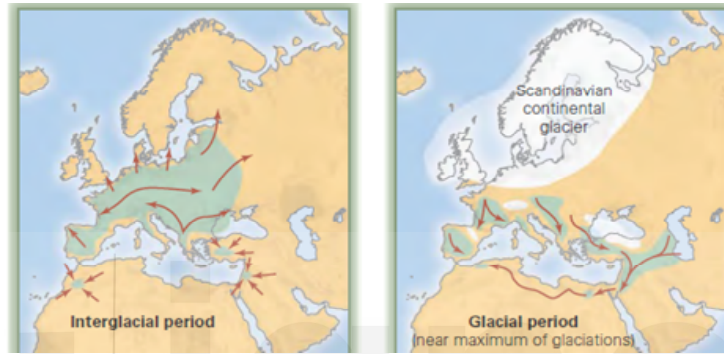 Interglacial period
Scandinavian
continental
glacier
Glacial period
(near maximum of glaciations)